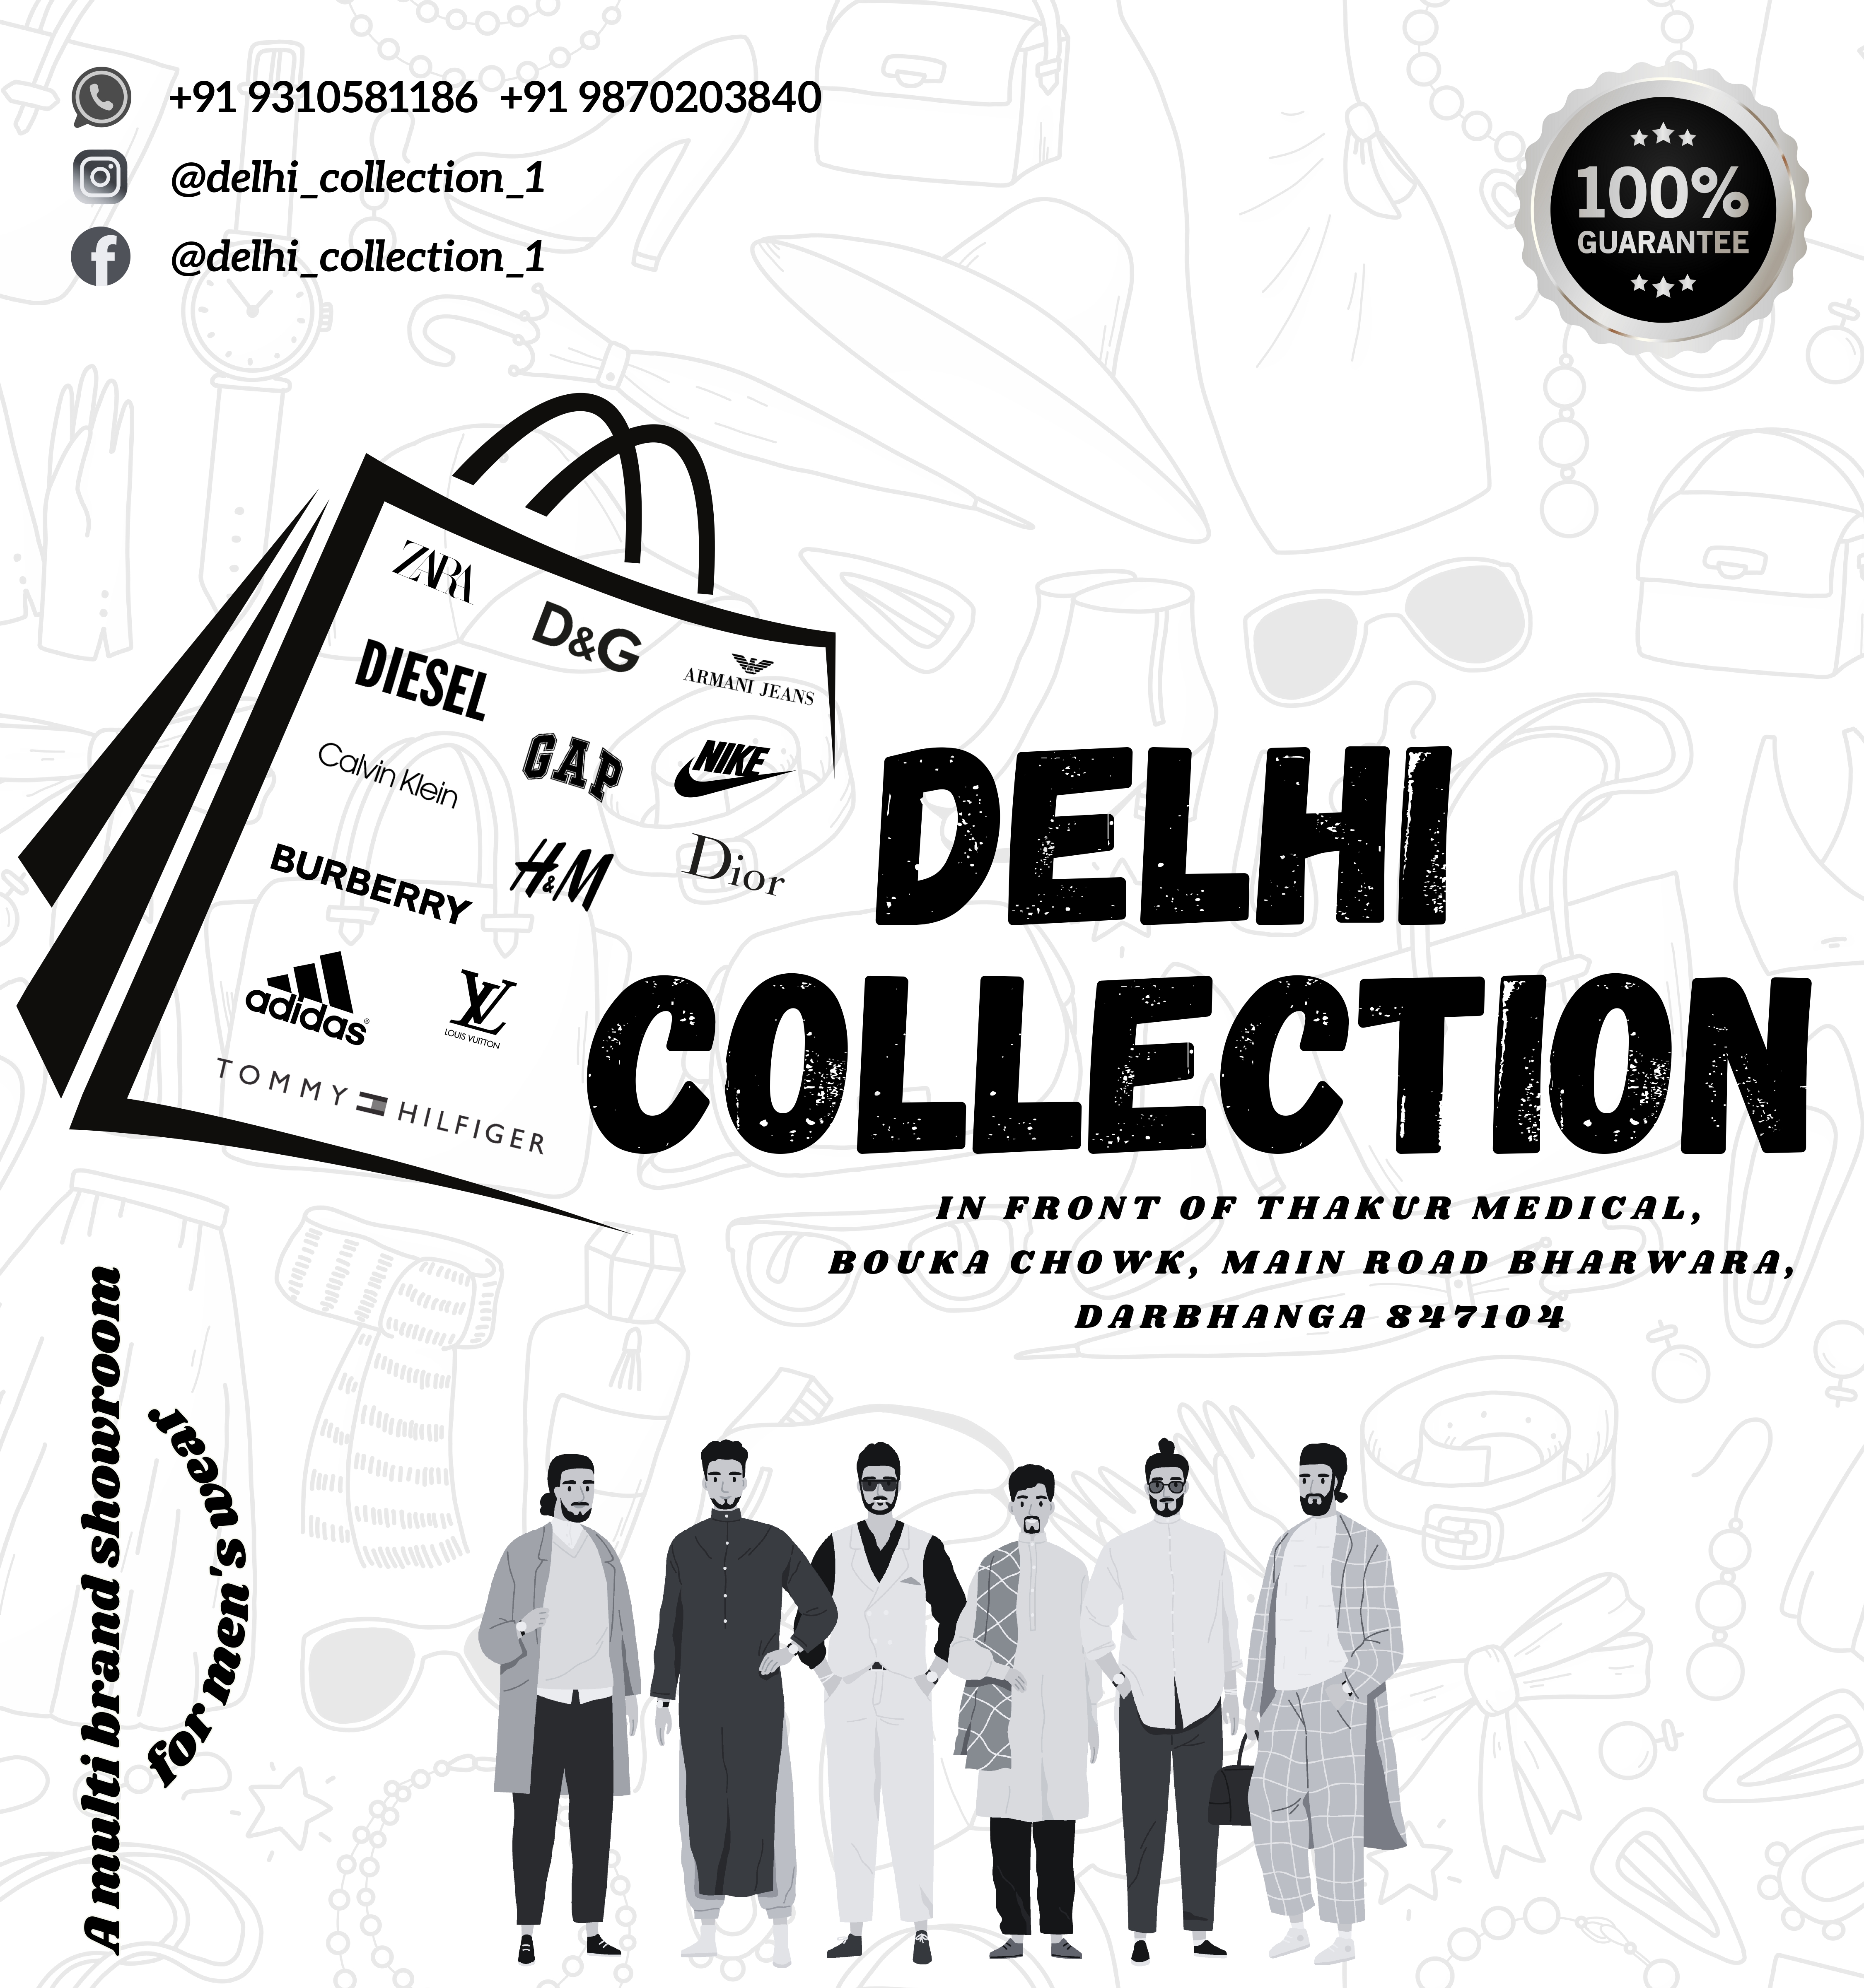 +91 9310581186 +91 9870203840
@delhi_collection_1
@delhi_collection_1
100%
GUARANTEE
ZARA
D&G
ARMANI JEANS
DIESEL
GAP
NIKE
Calvin Klein
H&M
Dior
BURBERRY
adidas®
LV
LOUIS VUITTON
TOMMY HILFIGER
DELHI
COLLECTION
IN FRONT OF THAKUR MEDICAL,
BOUKA CHOWK, MAIN ROAD BHARWARA,
DARBHANGA 847104
A multi brand showroom
for men's wear